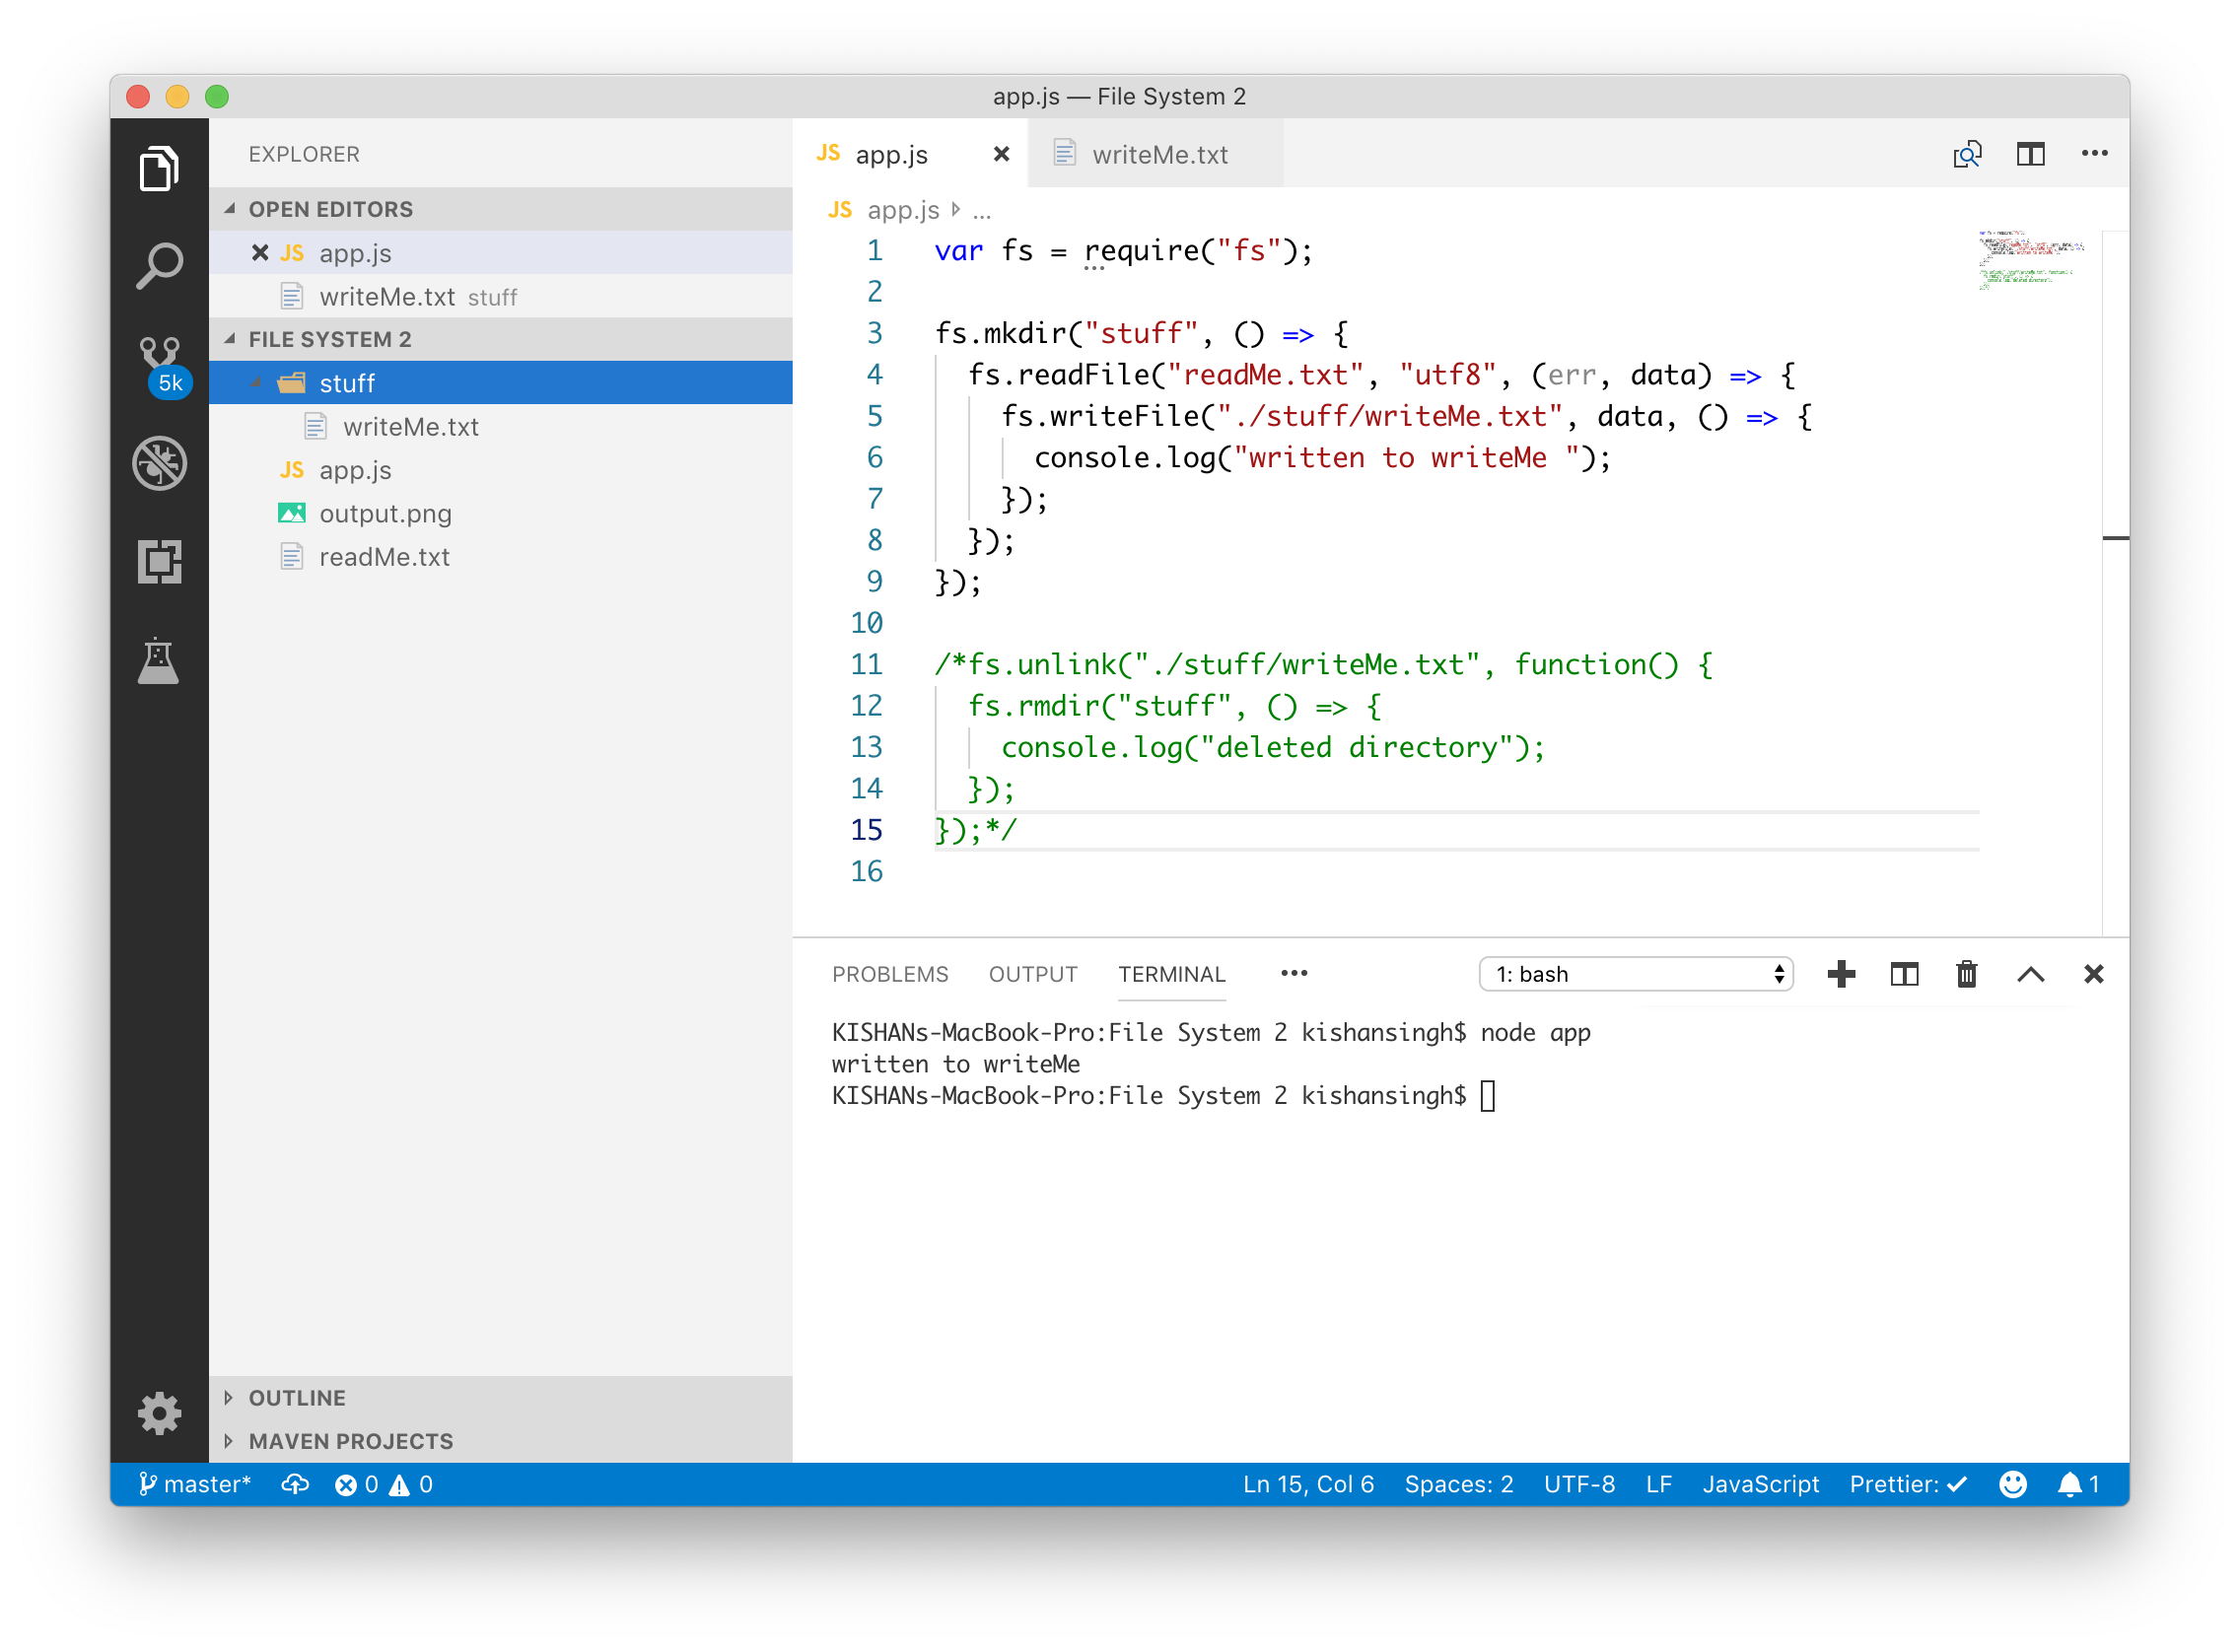 app.js — File System 2
EXPLORER
OPEN EDITORS
JS app.js
writeMe.txt stuff
FILE SYSTEM 2
stuff
writeMe.txt
JS app.js
output.png
readMe.txt
OUTLINE
MAVEN PROJECTS
5k
JS app.js
writeMe.txt
JS app.js ...
1 var fs = require("fs");
2
3 fs.mkdir("stuff", () => {
4 fs.readFile("readMe.txt", "utf8", (err, data) => {
5 fs.writeFile("./stuff/writeMe.txt", data, () => {
6 console.log("written to writeMe ");
7 });
8 });
9 });
10
11 /*fs.unlink("./stuff/writeMe.txt", function() {
12 fs.rmdir("stuff", () => {
13 console.log("deleted directory");
14 });
15 });*/
16
PROBLEMS OUTPUT TERMINAL ••• 1: bash
KISHANs-MacBook-Pro:File System 2 kishansingh$ node app
written to writeMe
KISHANs-MacBook-Pro:File System 2 kishansingh$
master* 0 0 Ln 15, Col 6 Spaces: 2 UTF-8 LF JavaScript Prettier: ✓ 1